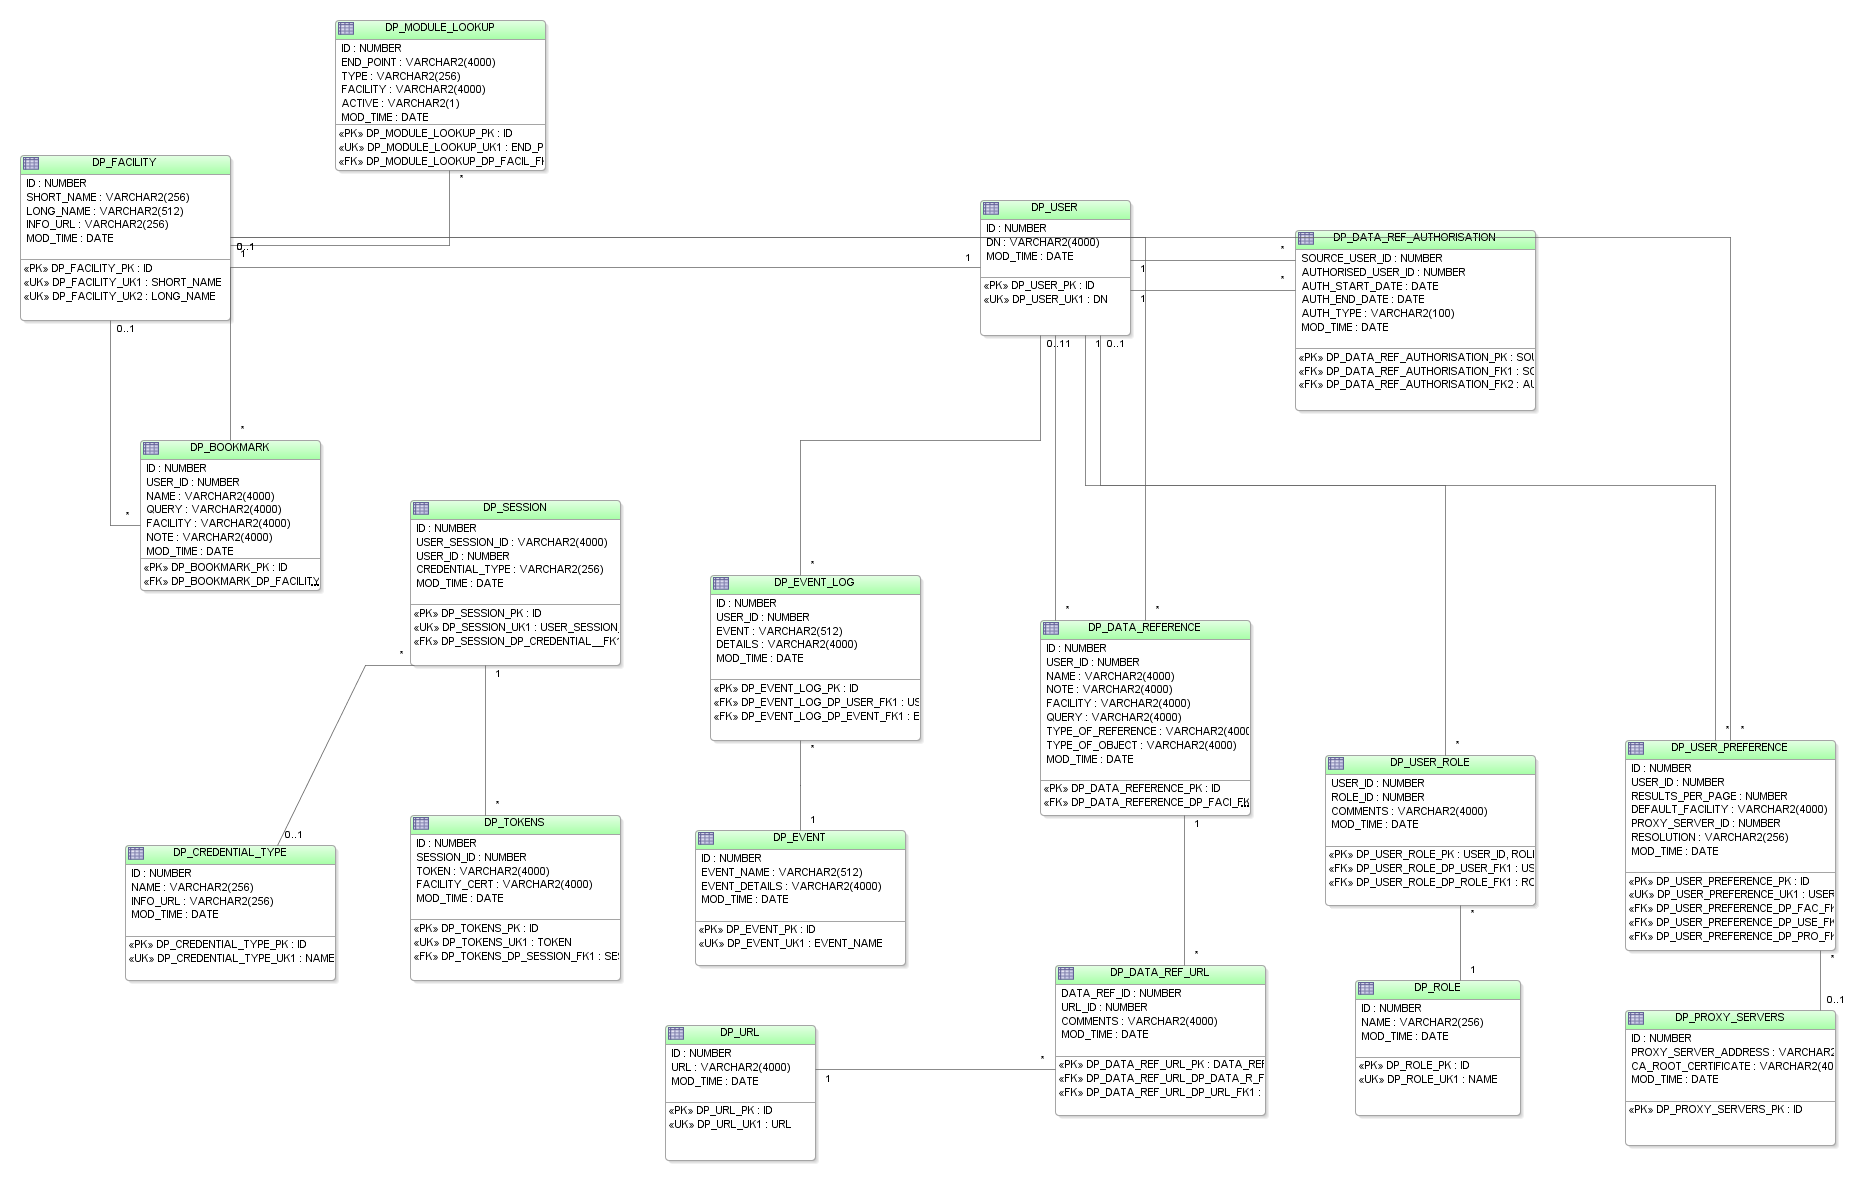 DP_MODULE_LOOKUP
ID : NUMBER
END_POINT : VARCHAR2(4000)
TYPE : VARCHAR2(256)
FACILITY : VARCHAR2(4000)
ACTIVE : VARCHAR2(1)
MOD_TIME : DATE
«PK» DP_MODULE_LOOKUP_PK : ID
«UK» DP_MODULE_LOOKUP_UK1 : END_P
«FK» DP_MODULE_LOOKUP_DP_FACIL_F
*
DP_FACILITY
ID : NUMBER
SHORT_NAME : VARCHAR2(256)
LONG_NAME : VARCHAR2(512)
INFO_URL : VARCHAR2(256)
MOD_TIME : DATE
«PK» DP_FACILITY_PK : ID
«UK» DP_FACILITY_UK1 : SHORT_NAME
«UK» DP_FACILITY_UK2 : LONG_NAME
0..1
1
0..1
DP_USER
ID : NUMBER
DN : VARCHAR2(4000)
MOD_TIME : DATE
«PK» DP_USER_PK : ID
«UK» DP_USER_UK1 : DN
1
1
1
0..11
1
0..1
DP_DATA_REF_AUTHORISATION
SOURCE_USER_ID : NUMBER
AUTHORISED_USER_ID : NUMBER
AUTH_START_DATE : DATE
AUTH_END_DATE : DATE
AUTH_TYPE : VARCHAR2(100)
MOD_TIME : DATE
«PK» DP_DATA_REF_AUTHORISATION_PK : SOU
«FK» DP_DATA_REF_AUTHORISATION_FK1 : SO
«FK» DP_DATA_REF_AUTHORISATION_FK2 : AU
*
*
*
*
DP_BOOKMARK
ID : NUMBER
USER_ID : NUMBER
NAME : VARCHAR2(4000)
QUERY : VARCHAR2(4000)
FACILITY : VARCHAR2(4000)
NOTE : VARCHAR2(4000)
MOD_TIME : DATE
«PK» DP_BOOKMARK_PK : ID
«FK» DP_BOOKMARK_DP_FACILITY...
DP_SESSION
ID : NUMBER
USER_SESSION_ID : VARCHAR2(4000)
USER_ID : NUMBER
CREDENTIAL_TYPE : VARCHAR2(256)
MOD_TIME : DATE
«PK» DP_SESSION_PK : ID
«UK» DP_SESSION_UK1 : USER_SESSION_
«FK» DP_SESSION_DP_CREDENTIAL__FK
*
1
*
DP_EVENT_LOG
ID : NUMBER
USER_ID : NUMBER
EVENT : VARCHAR2(512)
DETAILS : VARCHAR2(4000)
MOD_TIME : DATE
«PK» DP_EVENT_LOG_PK : ID
«FK» DP_EVENT_LOG_DP_USER_FK1 : US
«FK» DP_EVENT_LOG_DP_EVENT_FK1 : E
*
*
*
DP_DATA_REFERENCE
ID : NUMBER
USER_ID : NUMBER
NAME : VARCHAR2(4000)
NOTE : VARCHAR2(4000)
FACILITY : VARCHAR2(4000)
QUERY : VARCHAR2(4000)
TYPE_OF_REFERENCE : VARCHAR2(4000
TYPE_OF_OBJECT : VARCHAR2(4000)
MOD_TIME : DATE
«PK» DP_DATA_REFERENCE_PK : ID
«FK» DP_DATA_REFERENCE_DP_FACI_FK...
1
*
DP_USER_ROLE
USER_ID : NUMBER
ROLE_ID : NUMBER
COMMENTS : VARCHAR2(4000)
MOD_TIME : DATE
«PK» DP_USER_ROLE_PK : USER_ID, ROLE
«FK» DP_USER_ROLE_DP_USER_FK1 : US
«FK» DP_USER_ROLE_DP_ROLE_FK1 : RO
*
1
* *
DP_USER_PREFERENCE
ID : NUMBER
USER_ID : NUMBER
RESULTS_PER_PAGE : NUMBER
DEFAULT_FACILITY : VARCHAR2(4000)
PROXY_SERVER_ID : NUMBER
RESOLUTION : VARCHAR2(256)
MOD_TIME : DATE
«PK» DP_USER_PREFERENCE_PK : ID
«UK» DP_USER_PREFERENCE_UK1 : USER
«FK» DP_USER_PREFERENCE_DP_FAC_F
«FK» DP_USER_PREFERENCE_DP_USE_F
«FK» DP_USER_PREFERENCE_DP_PRO_F
*
0..1
0..1
DP_CREDENTIAL_TYPE
ID : NUMBER
NAME : VARCHAR2(256)
INFO_URL : VARCHAR2(256)
MOD_TIME : DATE
«PK» DP_CREDENTIAL_TYPE_PK : ID
«UK» DP_CREDENTIAL_TYPE_UK1 : NAME
*
DP_TOKENS
ID : NUMBER
SESSION_ID : NUMBER
TOKEN : VARCHAR2(4000)
FACILITY_CERT : VARCHAR2(4000)
MOD_TIME : DATE
«PK» DP_TOKENS_PK : ID
«UK» DP_TOKENS_UK1 : TOKEN
«FK» DP_TOKENS_DP_SESSION_FK1 : SES
1
DP_EVENT
ID : NUMBER
EVENT_NAME : VARCHAR2(512)
EVENT_DETAILS : VARCHAR2(4000)
MOD_TIME : DATE
«PK» DP_EVENT_PK : ID
«UK» DP_EVENT_UK1 : EVENT_NAME
*
DP_DATA_REF_URL
DATA_REF_ID : NUMBER
URL_ID : NUMBER
COMMENTS : VARCHAR2(4000)
MOD_TIME : DATE
«PK» DP_DATA_REF_URL_PK : DATA_REF
«FK» DP_DATA_REF_URL_DP_DATA_R_F
«FK» DP_DATA_REF_URL_DP_URL_FK1 :
DP_ROLE
ID : NUMBER
NAME : VARCHAR2(256)
MOD_TIME : DATE
«PK» DP_ROLE_PK : ID
«UK» DP_ROLE_UK1 : NAME
DP_PROXY_SERVERS
ID : NUMBER
PROXY_SERVER_ADDRESS : VARCHAR2
CA_ROOT_CERTIFICATE : VARCHAR2(40
MOD_TIME : DATE
«PK» DP_PROXY_SERVERS_PK : ID
DP_URL
ID : NUMBER
URL : VARCHAR2(4000)
MOD_TIME : DATE
«PK» DP_URL_PK : ID
«UK» DP_URL_UK1 : URL
1
*